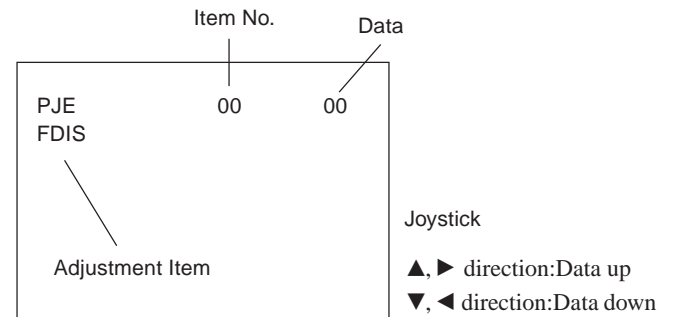 Item No.
Data
PJE 00 00
FDIS
Adjustment Item
Joystick
▲, ► direction:Data up
▼, ◄ direction:Data down